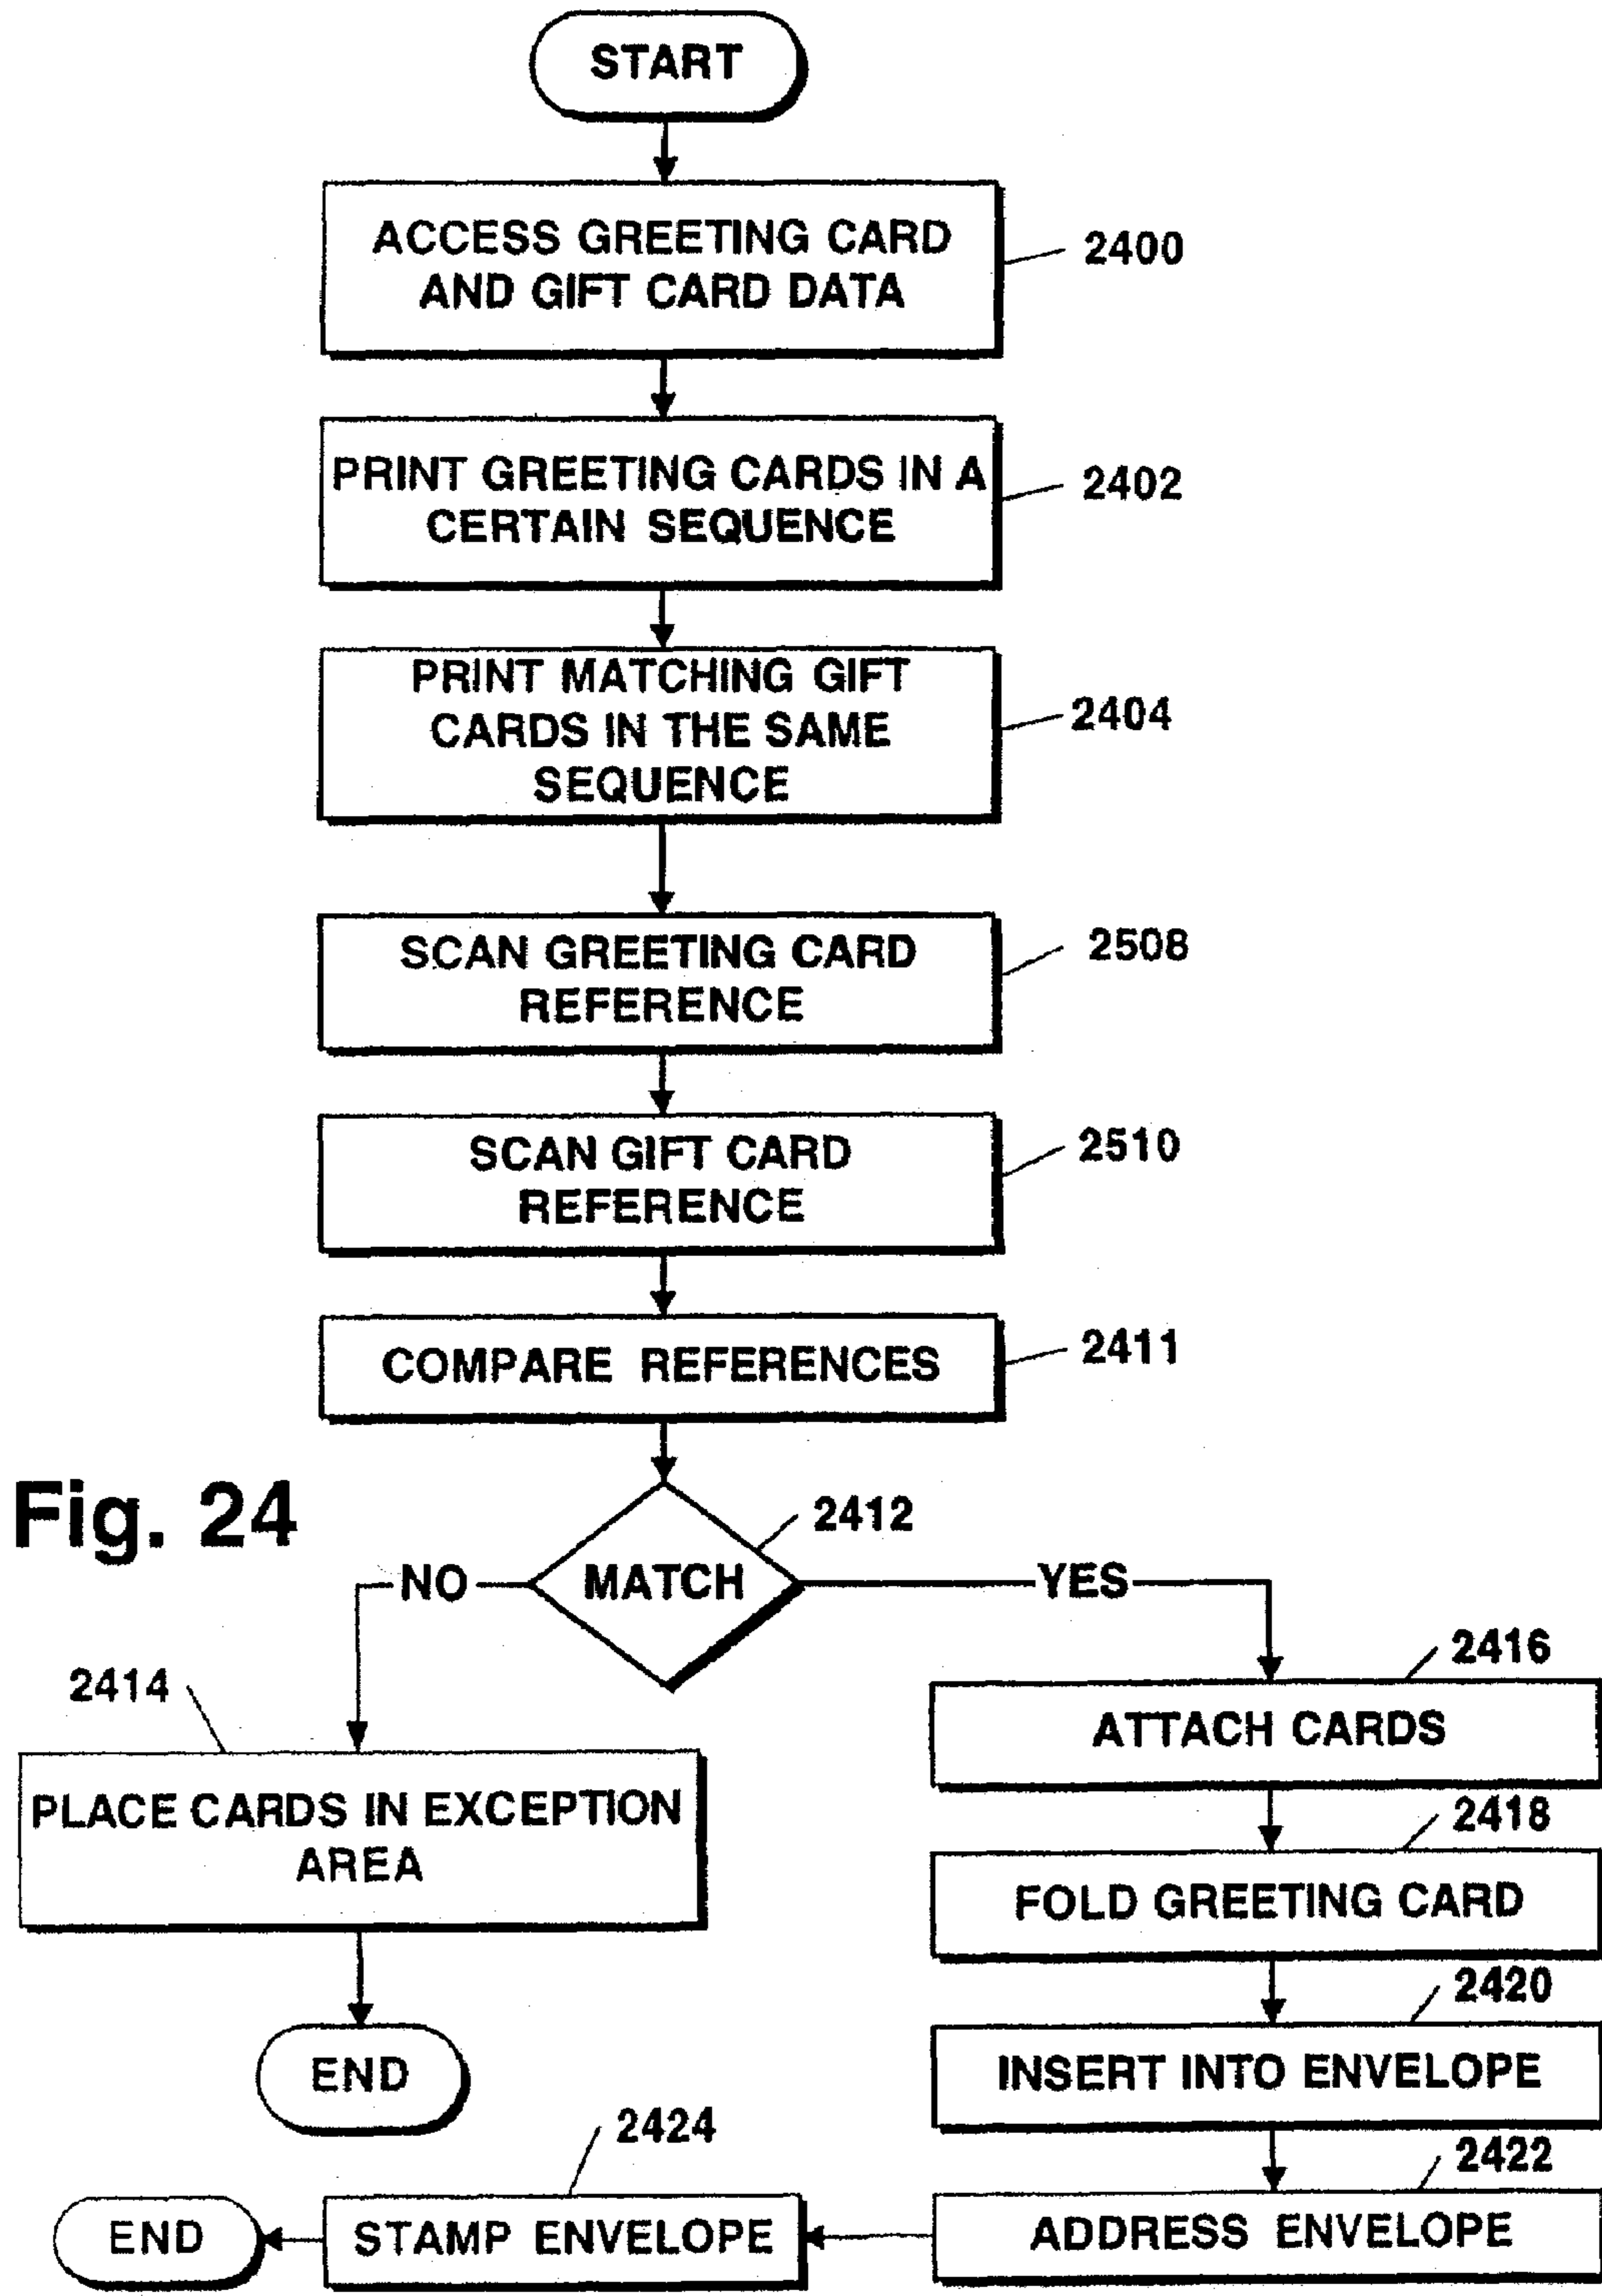 START
ACCESS GREETING CARD
AND GIFT CARD DATA
2400
PRINT GREETING CARDS IN A
CERTAIN SEQUENCE
2402
PRINT MATCHING GIFT
CARDS IN THE SAME
SEQUENCE
2404
SCAN GREETING CARD
REFERENCE
2508
SCAN GIFT CARD
REFERENCE
2510
COMPARE REFERENCES
2411
Fig. 24
MATCH
2412
NO
YES
2414
PLACE CARDS IN EXCEPTION
AREA
END
2416
ATTACH CARDS
2418
FOLD GREETING CARD
2420
INSERT INTO ENVELOPE
2422
ADDRESS ENVELOPE
2424
STAMP ENVELOPE
END